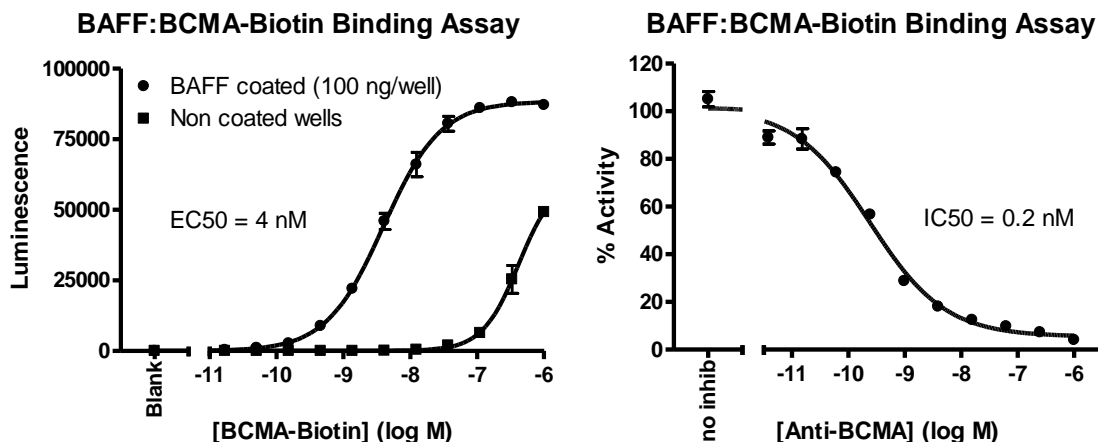 BAFF:BCMA-Biotin Binding Assay
100000
75000
50000
25000
0
Luminescence
BAFF coated (100 ng/well)
Non coated wells
EC50 = 4 nM
Blank
-11
-10
-9
-8
-7
-6
[BCMA-Biotin] (log M)
BAFF:BCMA-Biotin Binding Assay
120
100
80
60
40
20
0
% Activity
IC50 = 0.2 nM
no inhib
-11
-10
-9
-8
-7
-6
[Anti-BCMA] (log M)